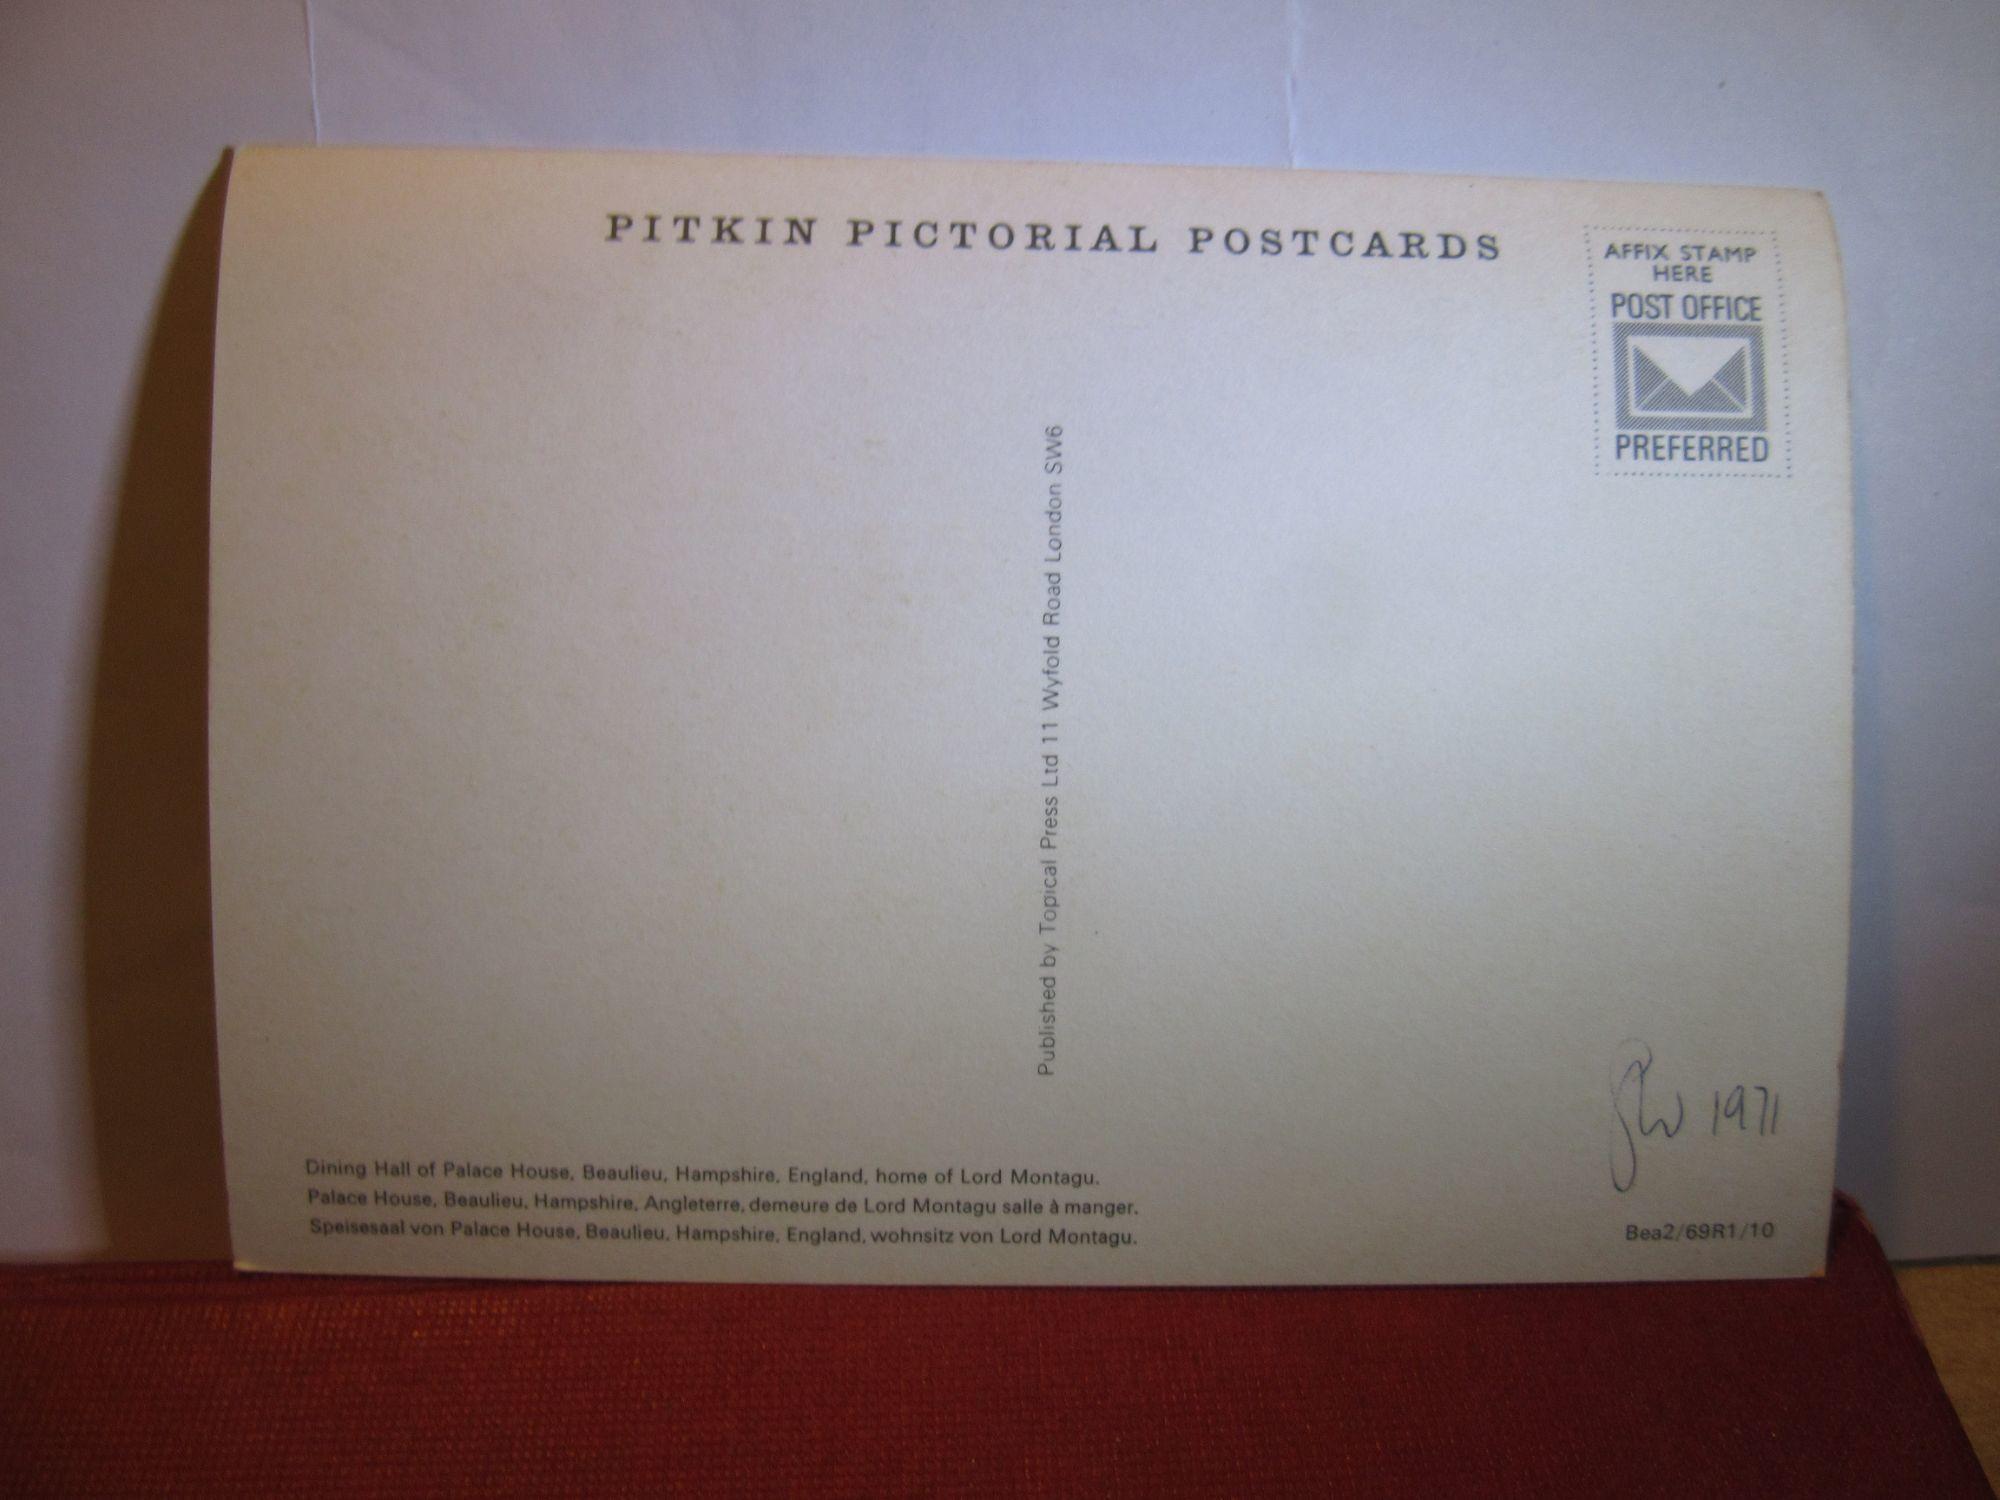 PITKIN PICTORIAL POSTCARDS
AFFIX STAMP
HERE
POST OFFICE
PREFERRED
Published by Topical Press Ltd 11 Wyfold Road London SW6
1971
Dining Hall of Palace House, Beaulieu, Hampshire, England, home of Lord Montagu.
Palace House, Beaulieu, Hampshire, Angleterre, demeure de Lord Montagu salle à manger.
Speisesaal von Palace House, Beaulieu, Hampshire, England, wohnsitz von Lord Montagu.
Bea2/69R1/10